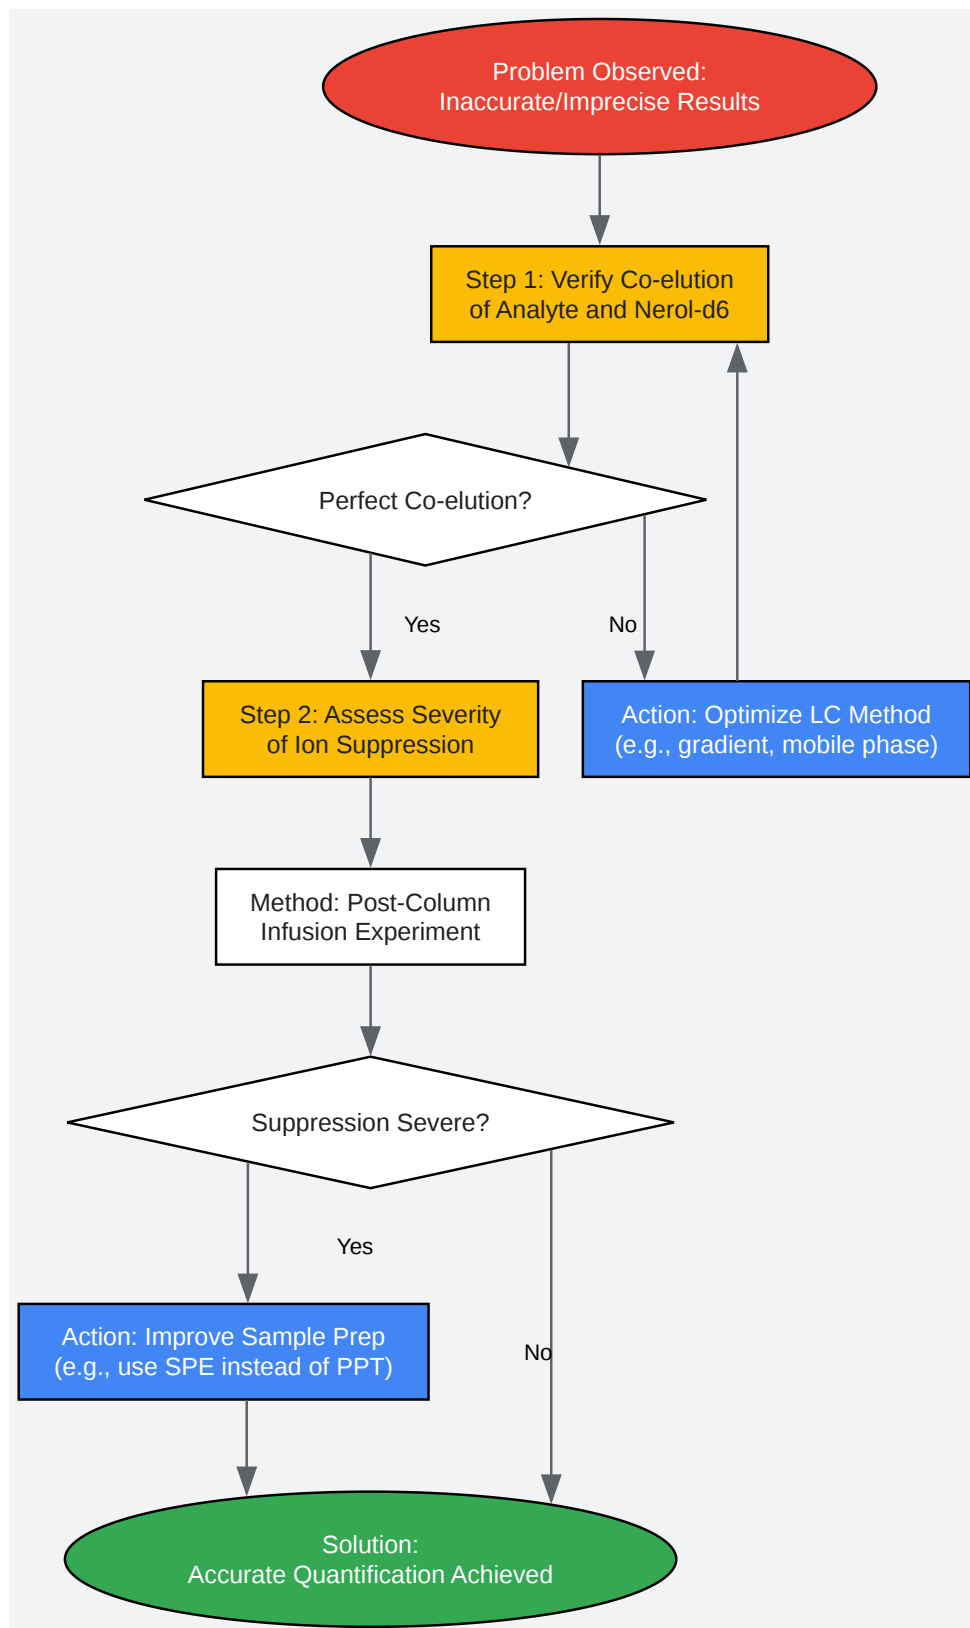 Problem Observed:
Inaccurate/Imprecise Results
Step 1: Verify Co-elution
of Analyte and Nerol-d6
Perfect Co-elution?
Yes
No
Step 2: Assess Severity
of Ion Suppression
Action: Optimize LC Method
(e.g., gradient, mobile phase)
Method: Post-Column
Infusion Experiment
Suppression Severe?
Yes
Action: Improve Sample Prep
(e.g., use SPE instead of PPT)
No
Solution:
Accurate Quantification Achieved